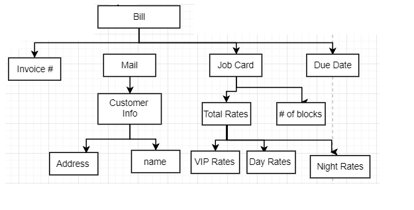 Bill
Invoice #
Mail
Job Card
Due Date
Customer
Info
Total Rates
# of blocks
Address
name
VIP Rates
Day Rates
Night Rates